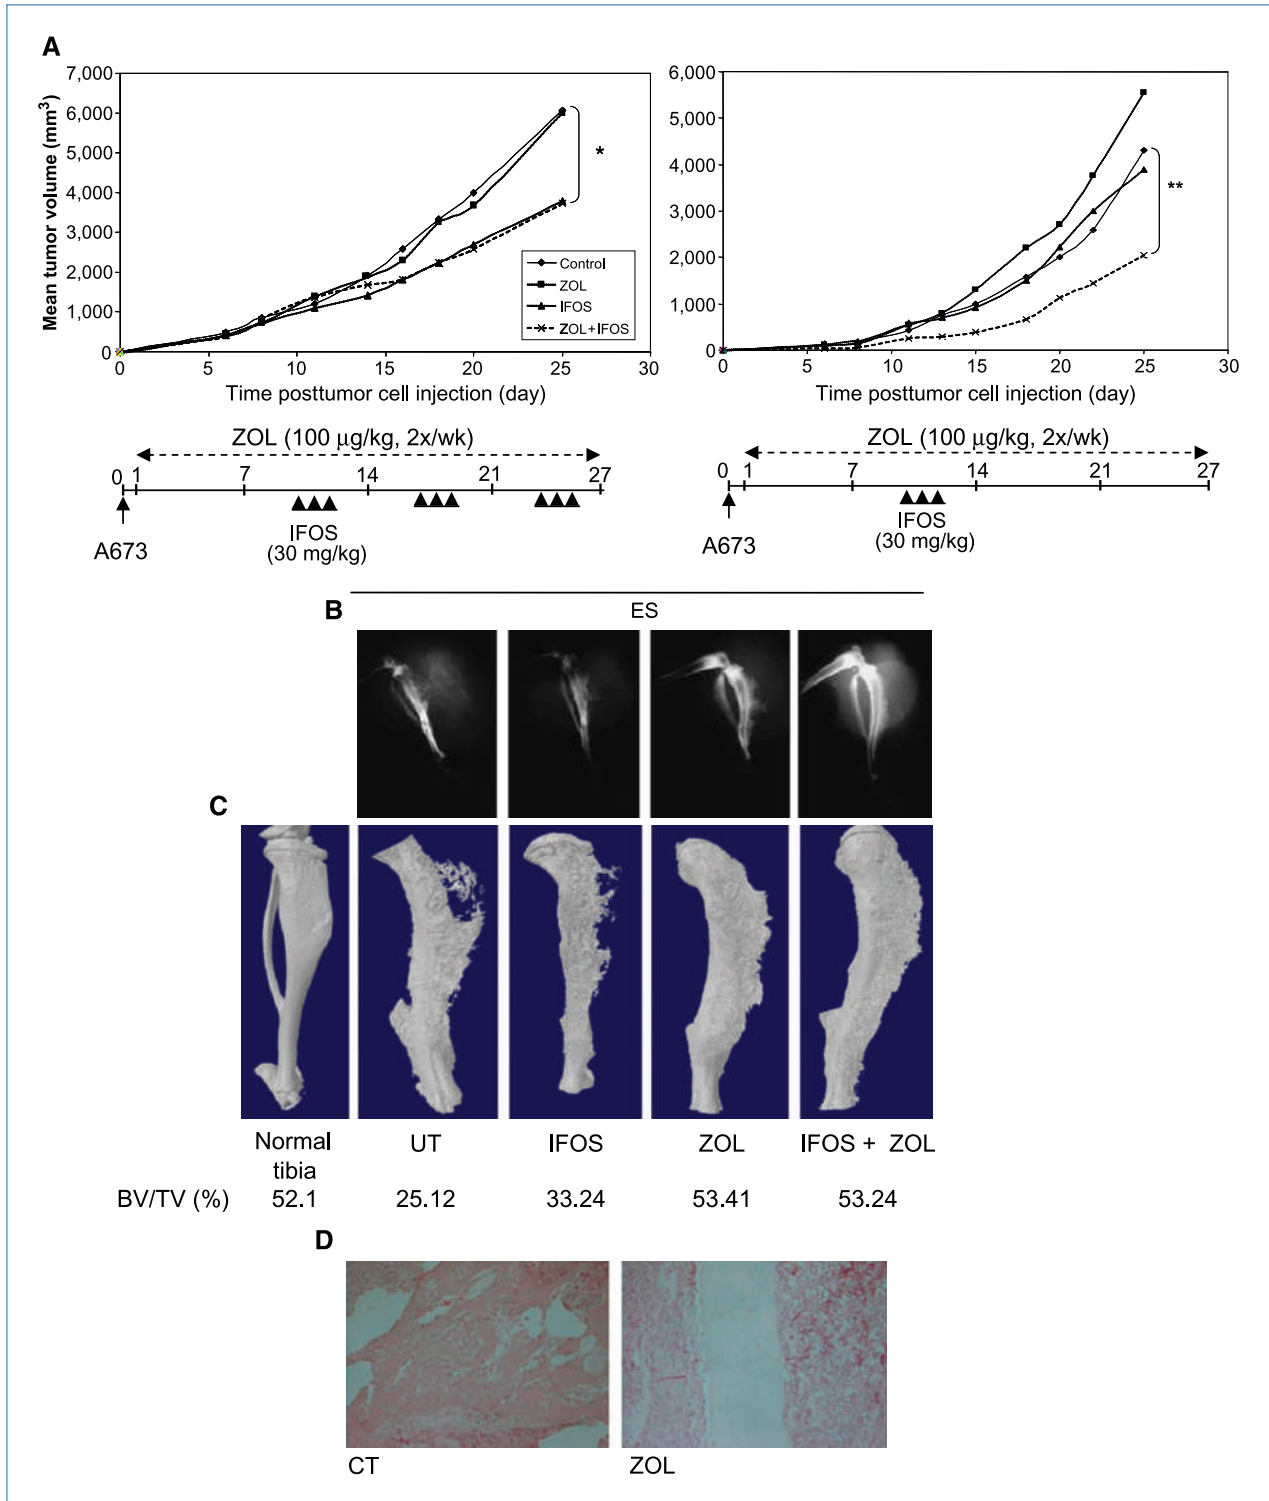 A
Mean tumor volume (mm3)
7,000
6,000
5,000
4,000
3,000
2,000
1,000
0
0 5 10 15 20 25 30
Time posttumor cell injection (day)
*
Control
ZOL
IFOS
ZOL+IFOS
6,000
5,000
4,000
3,000
2,000
1,000
0
0 5 10 15 20 25 30
Time posttumor cell injection (day)
**
ZOL (100 μg/kg, 2x/wk)
0 1 7 14 21 27
IFOS
(30 mg/kg)
A673
ZOL (100 μg/kg, 2x/wk)
0 1 7 14 21 27
IFOS
(30 mg/kg)
A673
B
ES
C
Normal tibia
UT
IFOS
ZOL
IFOS + ZOL
BV/TV (%) 52.1 25.12 33.24 53.41 53.24
D
CT
ZOL